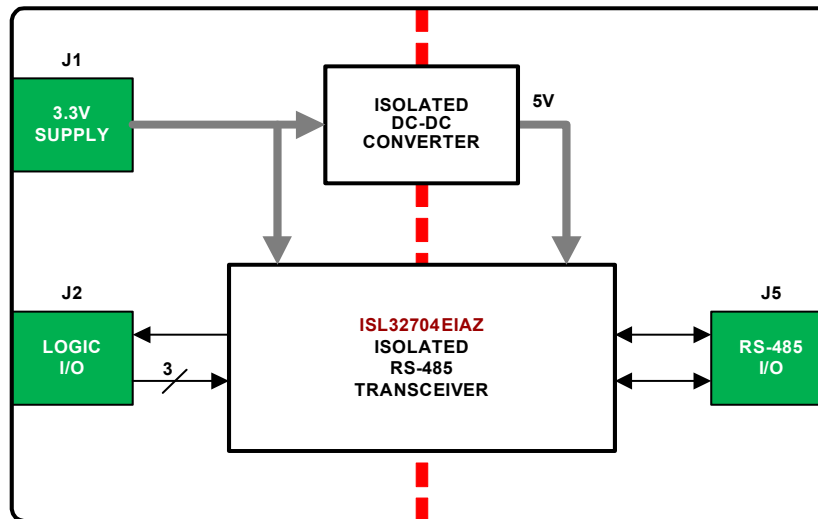 J1
3.3V
SUPPLY
ISOLATED
DC-DC
CONVERTER
5V
J2
LOGIC
I/O
3
ISL32704EIAZ
ISOLATED
RS-485
TRANSCEIVER
J5
RS-485
I/O